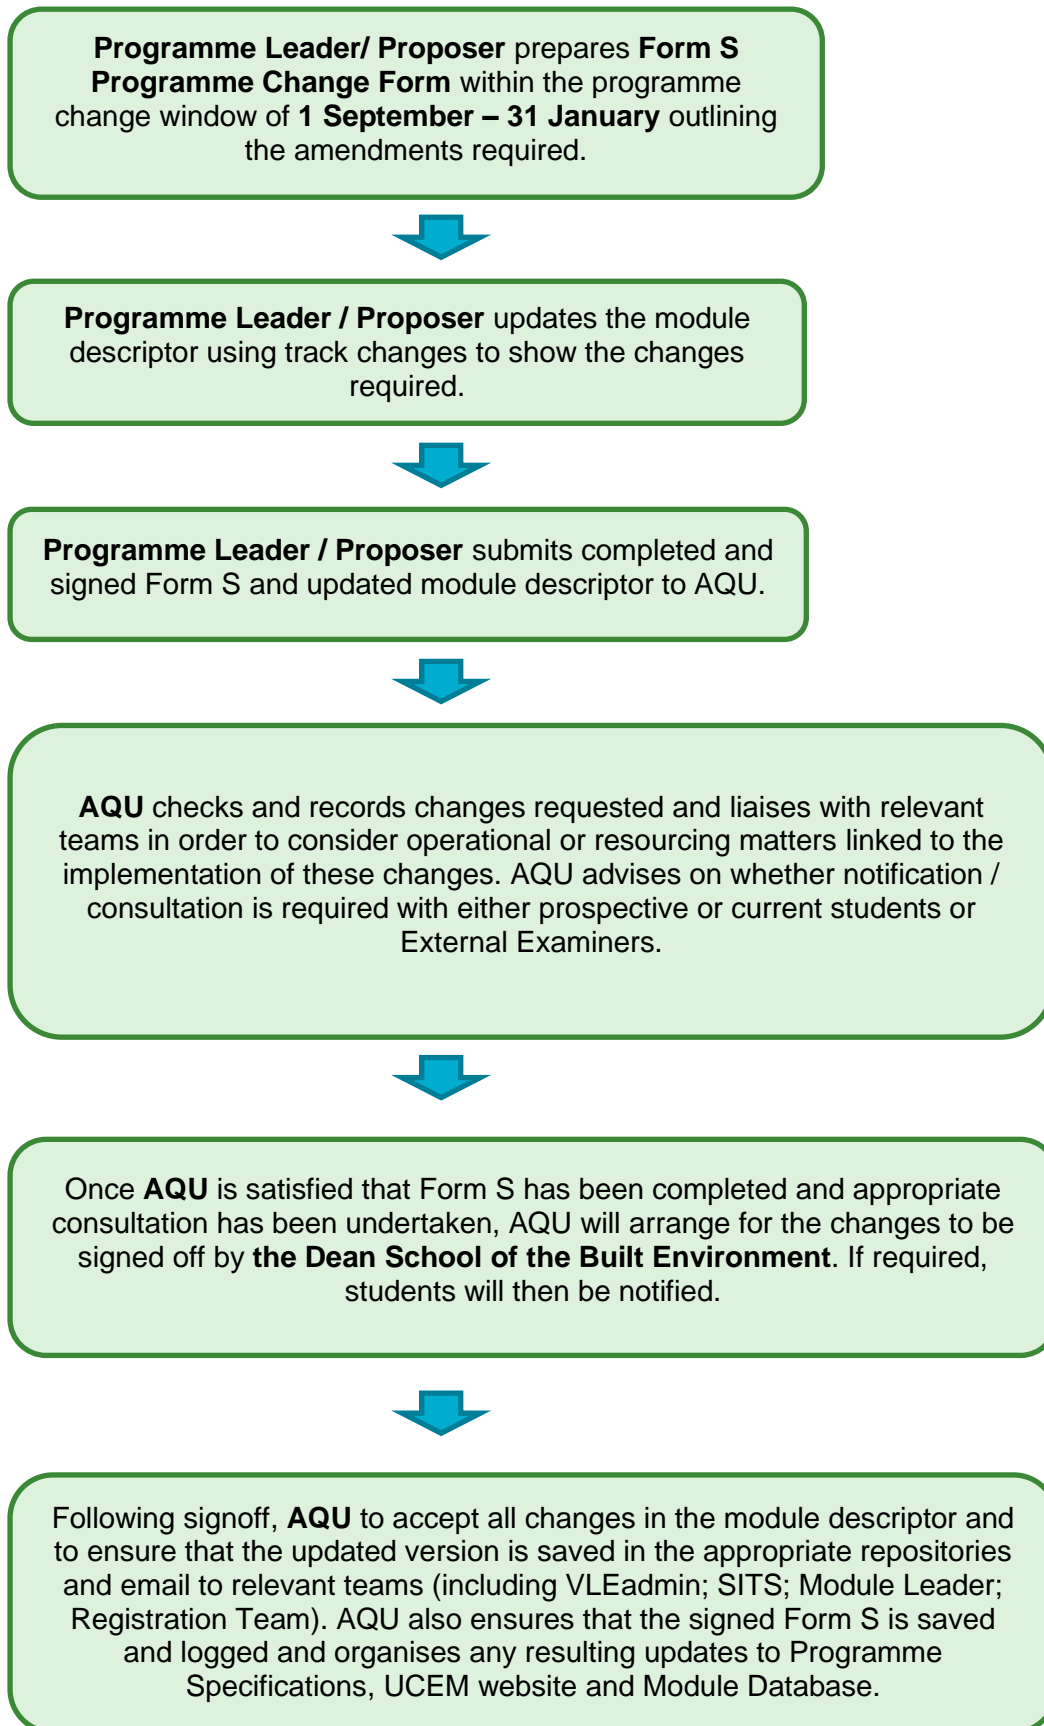 Programme Leader/ Proposer prepares Form S
Programme Change Form within the programme
change window of 1 September – 31 January outlining
the amendments required.
Programme Leader / Proposer updates the module
descriptor using track changes to show the changes
required.
Programme Leader / Proposer submits completed and
signed Form S and updated module descriptor to AQU.
AQU checks and records changes requested and liaises with relevant
teams in order to consider operational or resourcing matters linked to the
implementation of these changes. AQU advises on whether notification /
consultation is required with either prospective or current students or
External Examiners.
Once AQU is satisfied that Form S has been completed and appropriate
consultation has been undertaken, AQU will arrange for the changes to be
signed off by the Dean School of the Built Environment. If required,
students will then be notified.
Following signoff, AQU to accept all changes in the module descriptor and
to ensure that the updated version is saved in the appropriate repositories
and email to relevant teams (including VLEadmin; SITS; Module Leader;
Registration Team). AQU also ensures that the signed Form S is saved
and logged and organises any resulting updates to Programme
Specifications, UCEM website and Module Database.